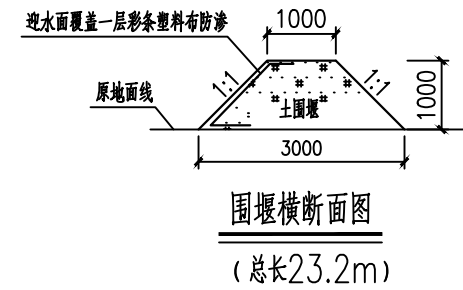 迎水面覆盖一层彩条塑料布防渗
1000
1:1
1:1
原地面线
土围堰
1000
3000
围堰横断面图
(总长23.2m)